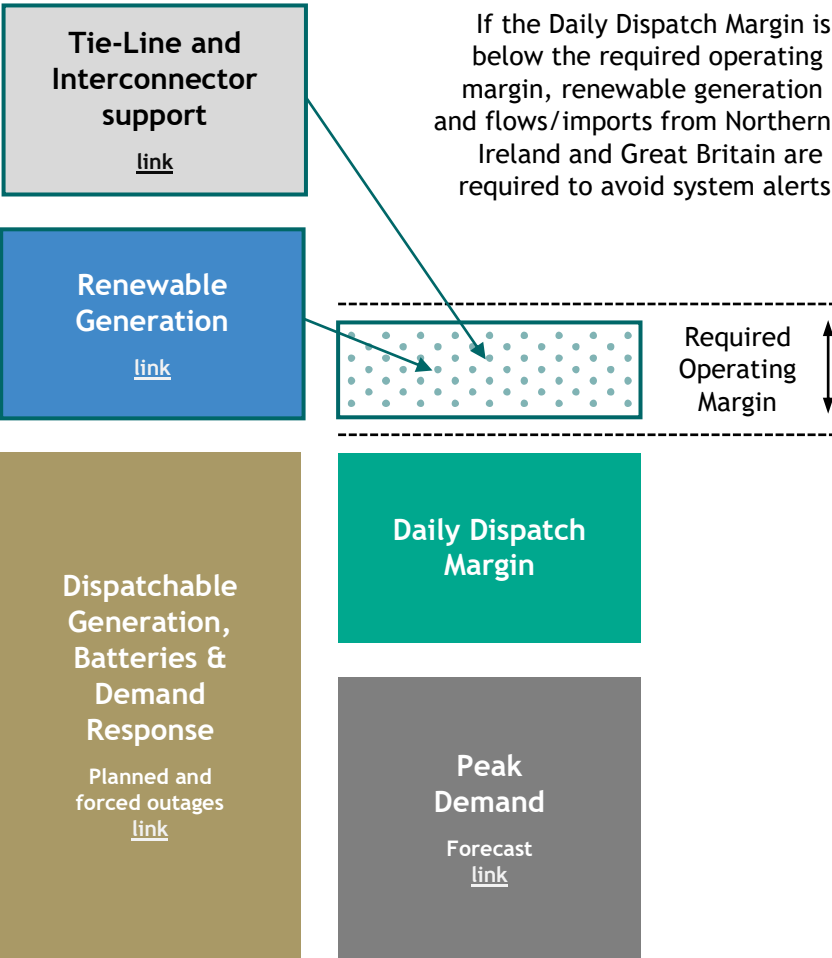 Tie-Line and
Interconnector
support
link
If the Daily Dispatch Margin is
below the required operating
margin, renewable generation
and flows/imports from Northern
Ireland and Great Britain are
required to avoid system alerts
Renewable
Generation
link
Required
Operating
Margin
Daily Dispatch
Margin
Dispatchable
Generation,
Batteries &
Demand
Response
Planned and
forced outages
link
Peak
Demand
Forecast
link